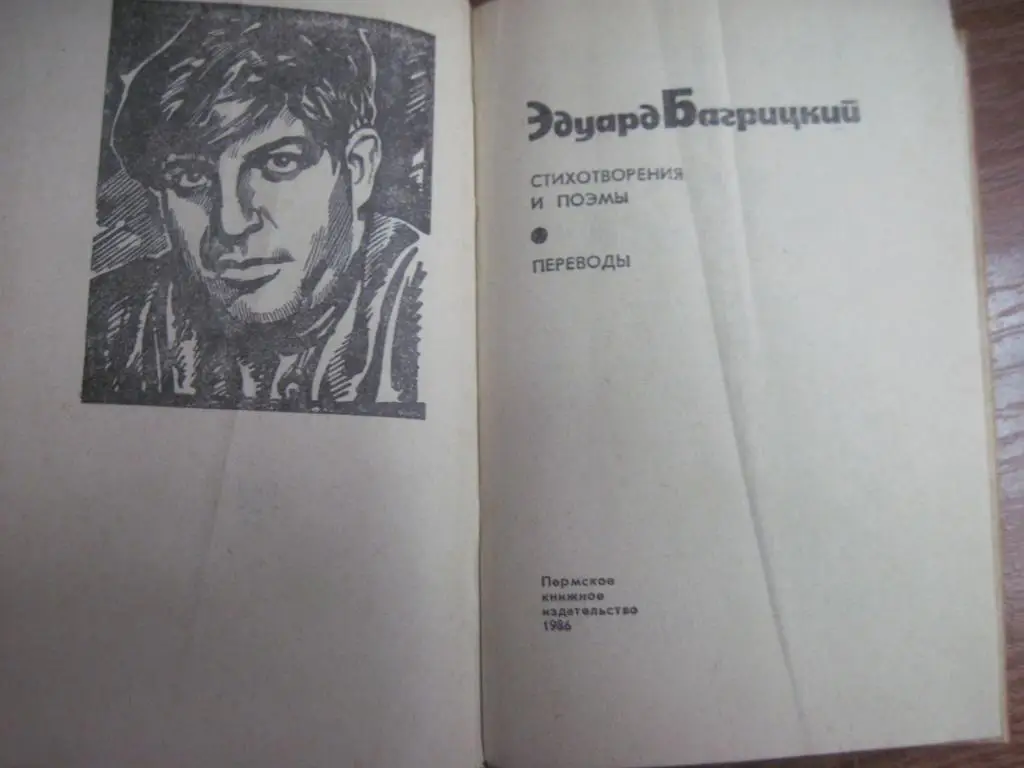 Эдуард Багрицкий
СТИХОТВОРЕНИЯ
И ПОЭМЫ
ПЕРЕВОДЫ
Пермское
книжное
издательство
1986